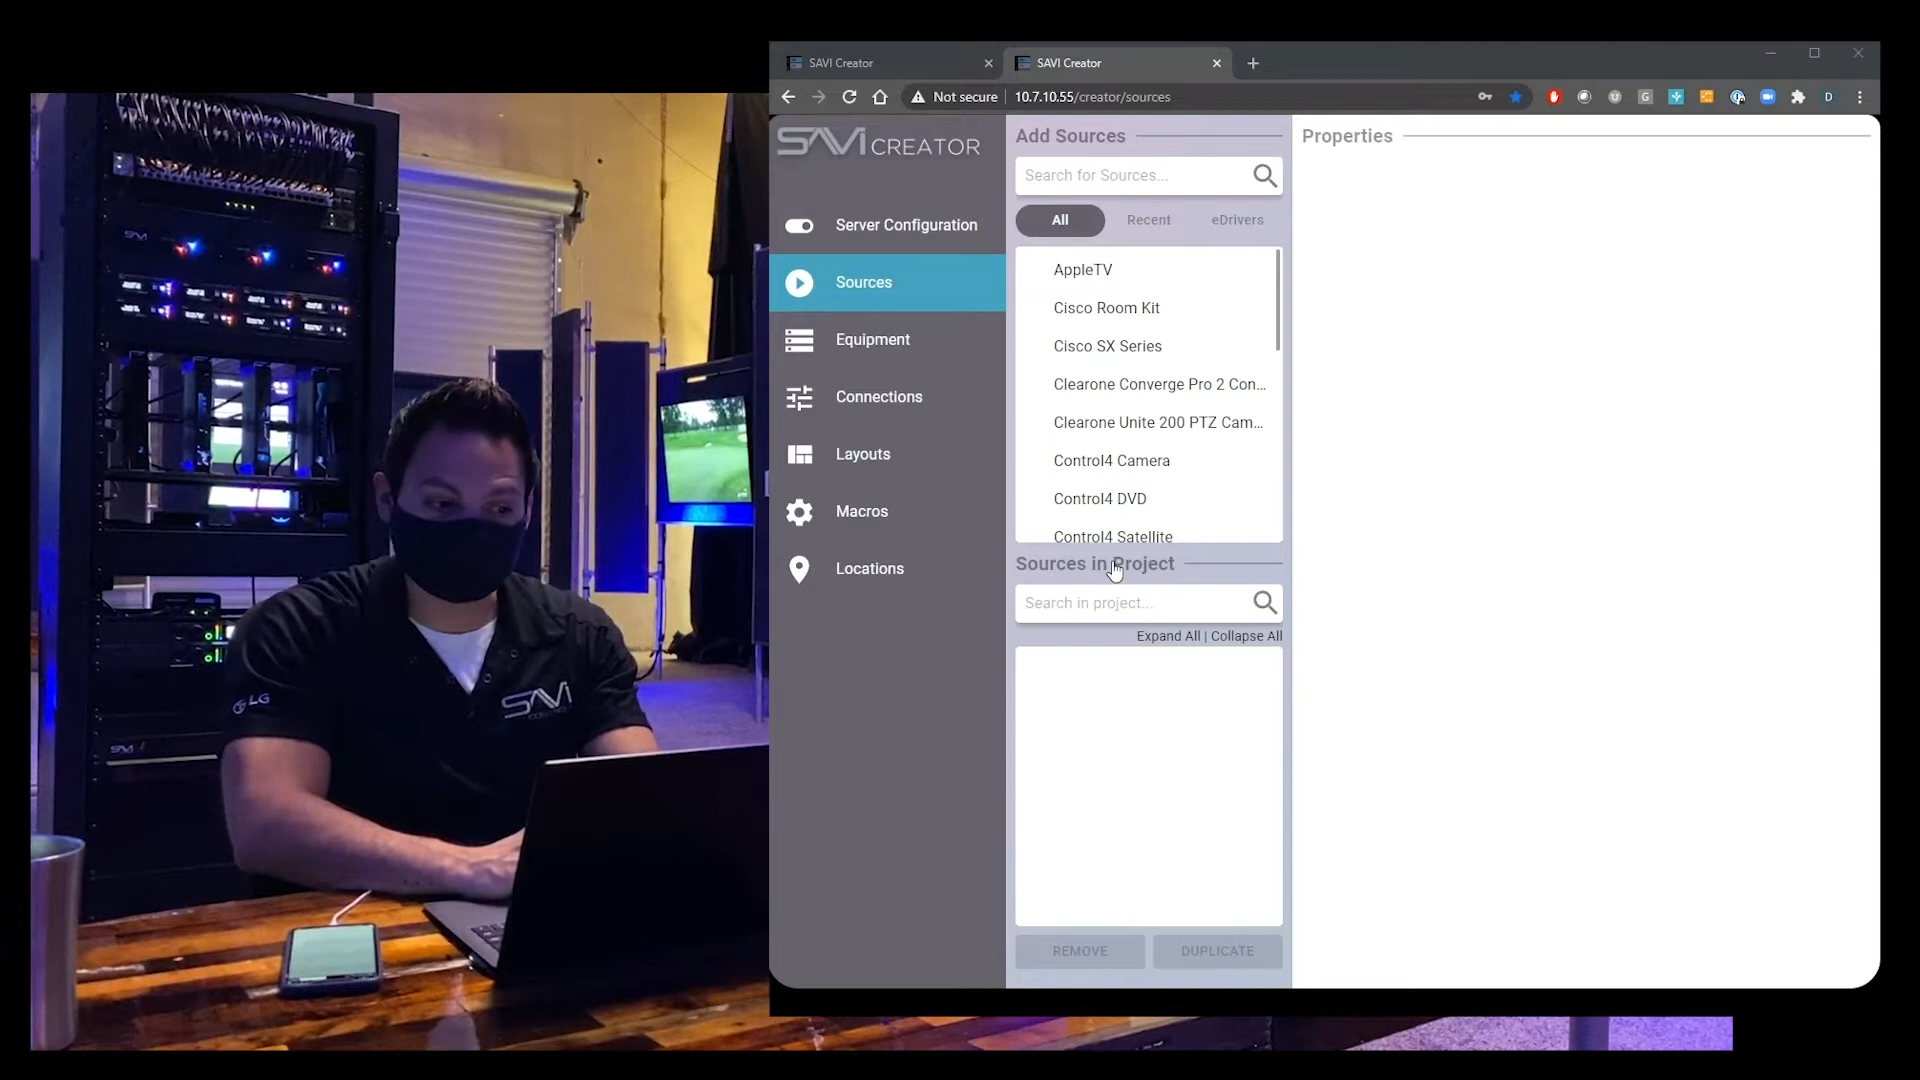 SAVI Creator
SAVI Creator
Not secure
10.7.10.55/creator/sources
D
SAVI CREATOR
Server Configuration
Sources
Equipment
Connections
Layouts
Macros
Locations
Add Sources
Search for Sources...
All
Recent
eDrivers
AppleTV
Cisco Room Kit
Cisco SX Series
Clearone Converge Pro 2 Con...
Clearone Unite 200 PTZ Cam...
Control4 Camera
Control4 DVD
Control4 Satellite
Sources in Project
Search in project...
Expand All | Collapse All
REMOVE
DUPLICATE
Properties
LG
SAVI
SAVI
SAVI